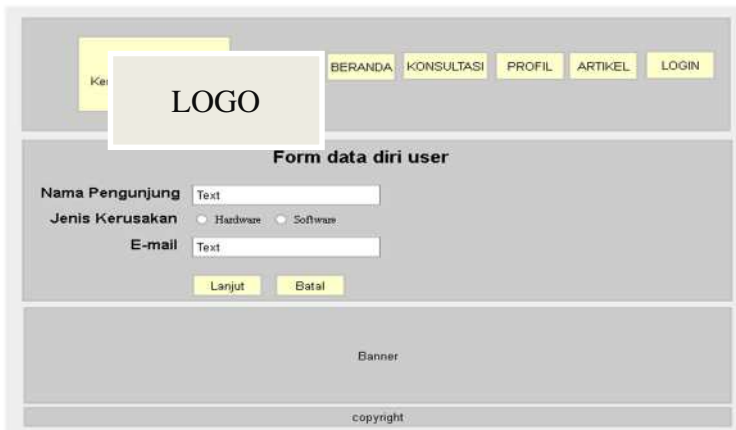 LOGO
BERANDA KONSULTASI PROFIL ARTIKEL LOGIN
Form data diri user
Nama Pengunjung Text
Jenis Kerusakan Hardware Software
E-mail Text
Lanjut Batal
Banner
copyright